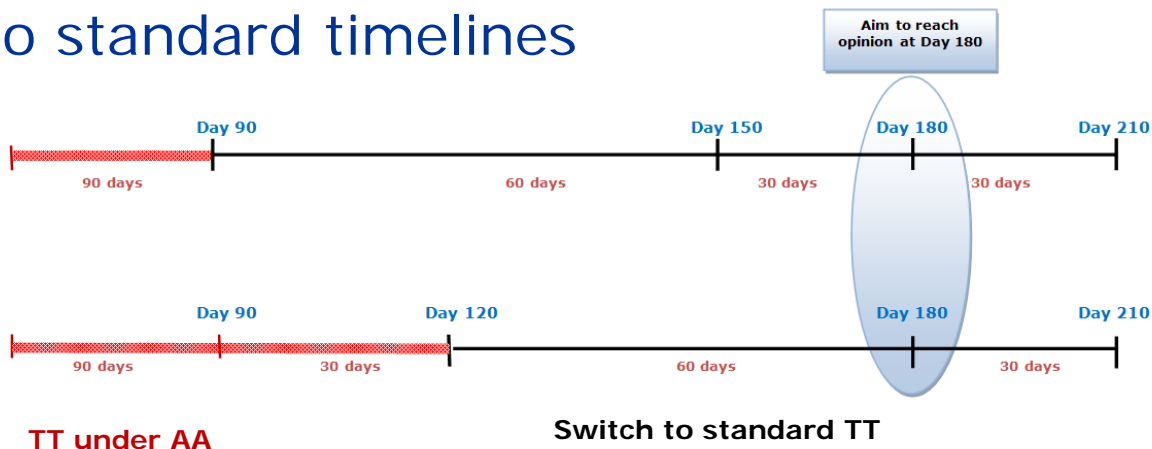 o standard timelines
Aim to reach
opinion at Day 180
Day 90
Day 150
Day 180
Day 210
90 days
60 days
30 days
30 days
Day 90
Day 120
Day 180
Day 210
90 days
30 days
60 days
30 days
TT under AA
Switch to standard TT